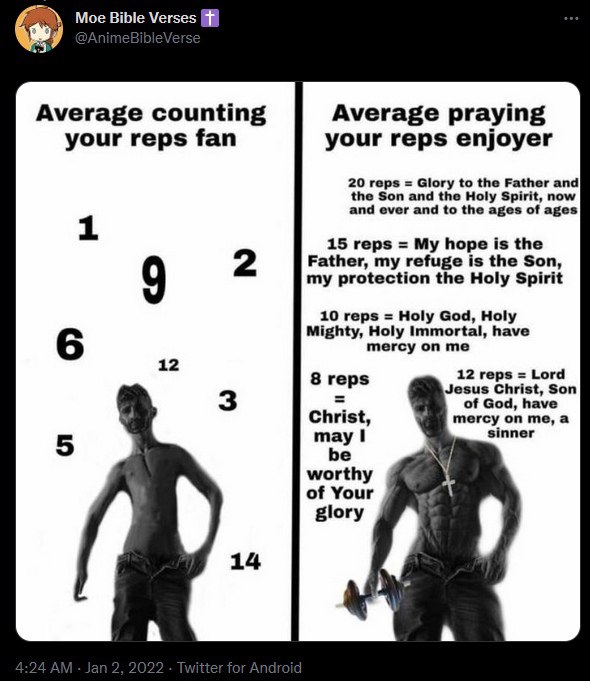 Moe Bible Verses ✝️
@AnimeBibleVerse
Average counting
your reps fan
1
9
2
6
12
3
5
14
Average praying
your reps enjoyer
20 reps = Glory to the Father and
the Son and the Holy Spirit, now
and ever and to the ages of ages
15 reps = My hope is the
Father, my refuge is the Son,
my protection the Holy Spirit
10 reps = Holy God, Holy
Mighty, Holy Immortal, have
mercy on me
8 reps
=
Christ,
may I
be
worthy
of Your
glory
12 reps = Lord
Jesus Christ, Son
of God, have
mercy on me, a
sinner
4:24 AM · Jan 2, 2022 · Twitter for Android